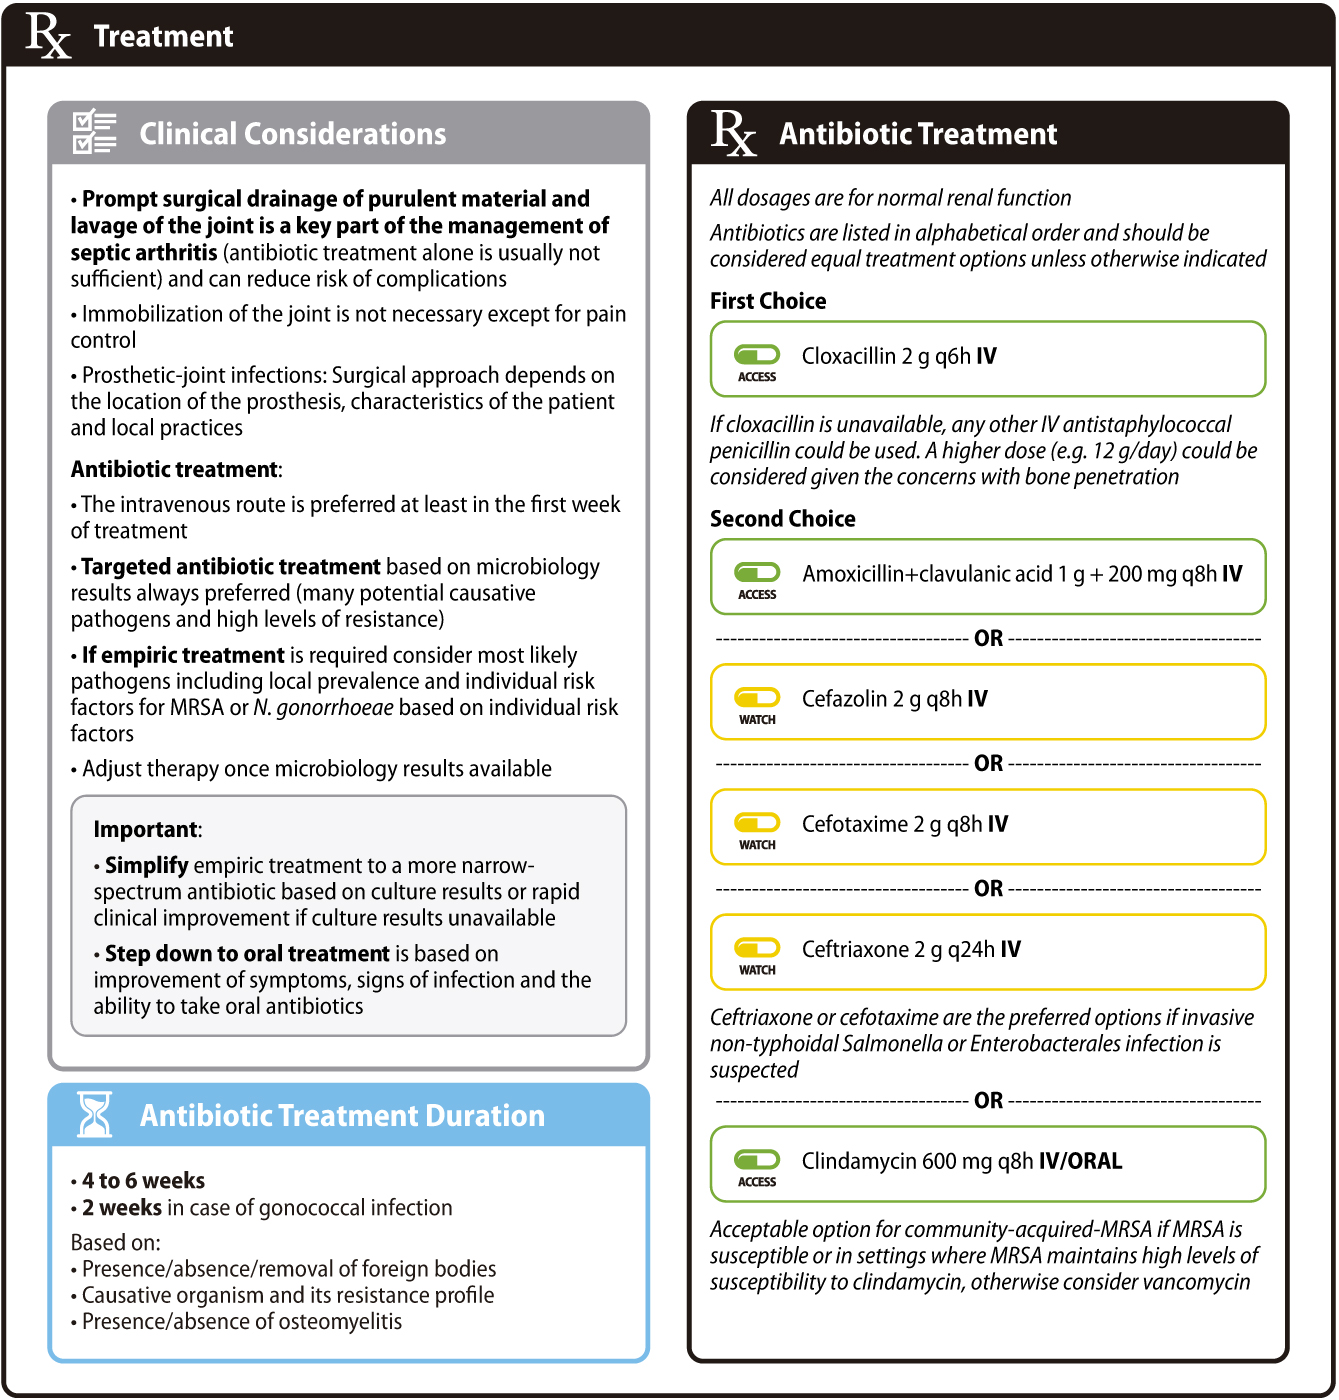 Rx Treatment
Clinical Considerations
• Prompt surgical drainage of purulent material and
lavage of the joint is a key part of the management of
septic arthritis (antibiotic treatment alone is usually not
sufficient) and can reduce risk of complications
• Immobilization of the joint is not necessary except for pain
control
• Prosthetic-joint infections: Surgical approach depends on
the location of the prosthesis, characteristics of the patient
and local practices
Antibiotic treatment:
• The intravenous route is preferred at least in the first week
of treatment
• Targeted antibiotic treatment based on microbiology
results always preferred (many potential causative
pathogens and high levels of resistance)
• If empiric treatment is required consider most likely
pathogens including local prevalence and individual risk
factors for MRSA or N. gonorrhoeae based on individual risk
factors
• Adjust therapy once microbiology results available
Important:
• Simplify empiric treatment to a more narrow-
spectrum antibiotic based on culture results or rapid
clinical improvement if culture results unavailable
• Step down to oral treatment is based on
improvement of symptoms, signs of infection and the
ability to take oral antibiotics
Antibiotic Treatment Duration
• 4 to 6 weeks
• 2 weeks in case of gonococcal infection
Based on:
• Presence/absence/removal of foreign bodies
• Causative organism and its resistance profile
• Presence/absence of osteomyelitis
Rx Antibiotic Treatment
All dosages are for normal renal function
Antibiotics are listed in alphabetical order and should be
considered equal treatment options unless otherwise indicated
First Choice
Cloxacillin 2 g q6h IV
ACCESS
If cloxacillin is unavailable, any other IV antistaphylococcal
penicillin could be used. A higher dose (e.g. 12 g/day) could be
considered given the concerns with bone penetration
Second Choice
Amoxicillin+clavulanic acid 1 g + 200 mg q8h IV
ACCESS
OR
Cefazolin 2 g q8h IV
WATCH
OR
Cefotaxime 2 g q8h IV
WATCH
OR
Ceftriaxone 2 g q24h IV
WATCH
Ceftriaxone or cefotaxime are the preferred options if invasive
non-typhoidal Salmonella or Enterobacterales infection is
suspected
OR
Clindamycin 600 mg q8h IV/ORAL
ACCESS
Acceptable option for community-acquired-MRSA if MRSA is
susceptible or in settings where MRSA maintains high levels of
susceptibility to clindamycin, otherwise consider vancomycin